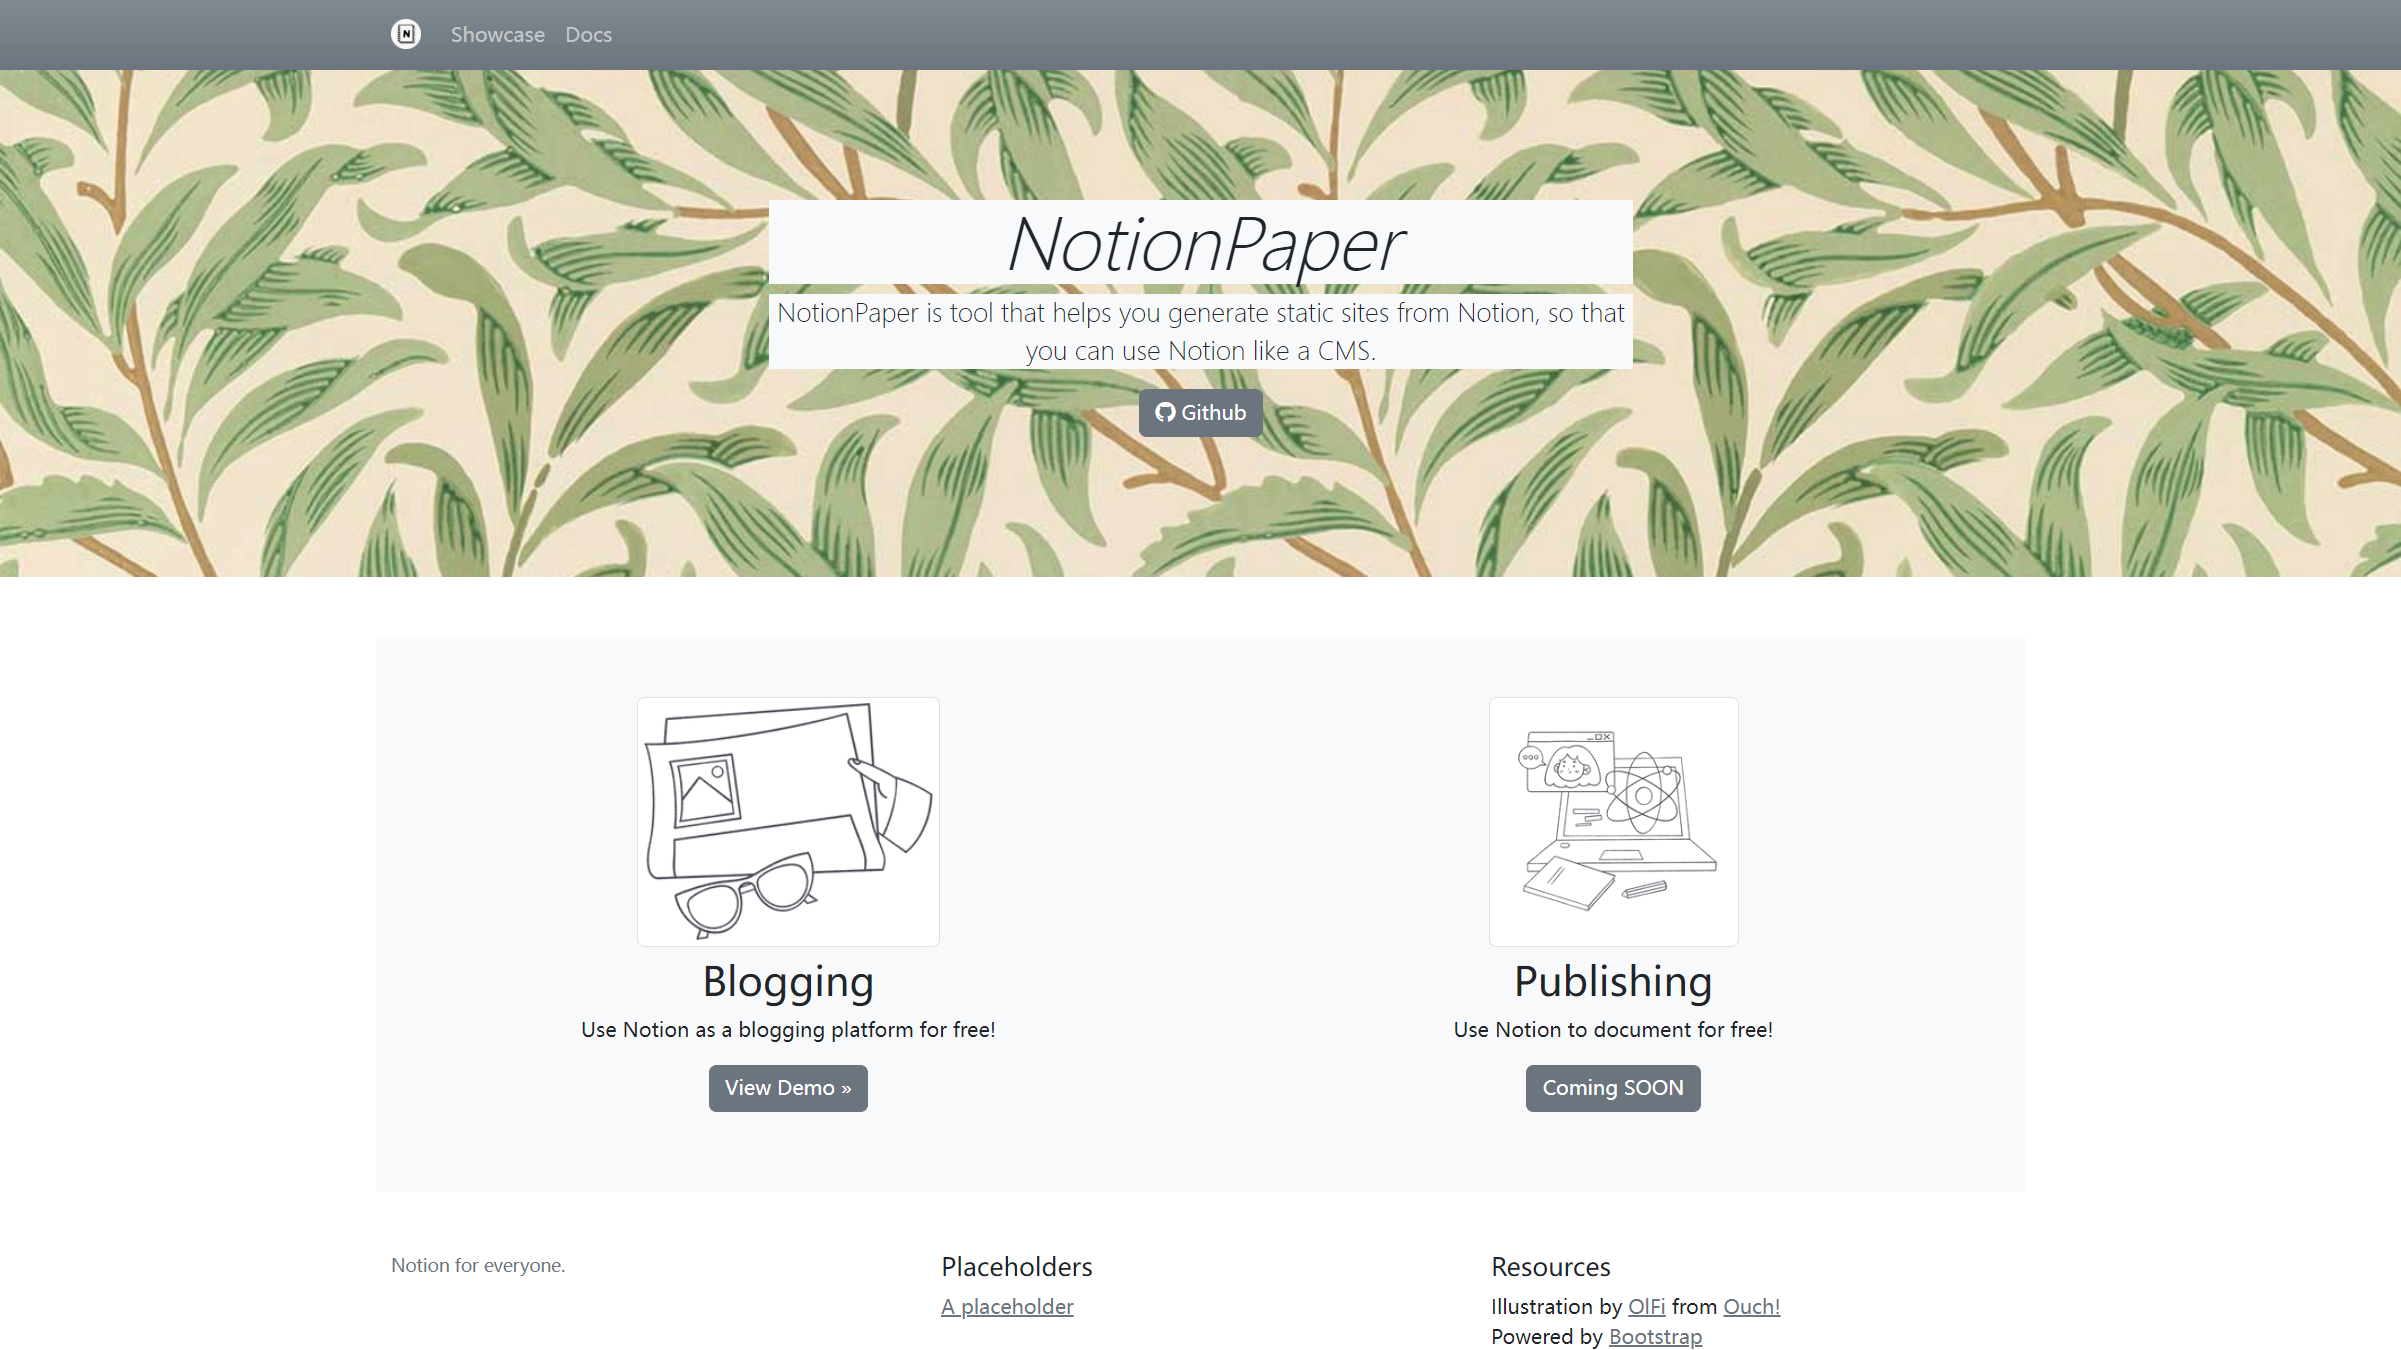 N
Showcase Docs
NotionPaper
NotionPaper is tool that helps you generate static sites from Notion, so that
you can use Notion like a CMS.
Github
Blogging
Use Notion as a blogging platform for free!
View Demo »
Publishing
Use Notion to document for free!
Coming SOON
Notion for everyone.
Placeholders
A placeholder
Resources
Illustration by OlFi from Ouch!
Powered by Bootstrap